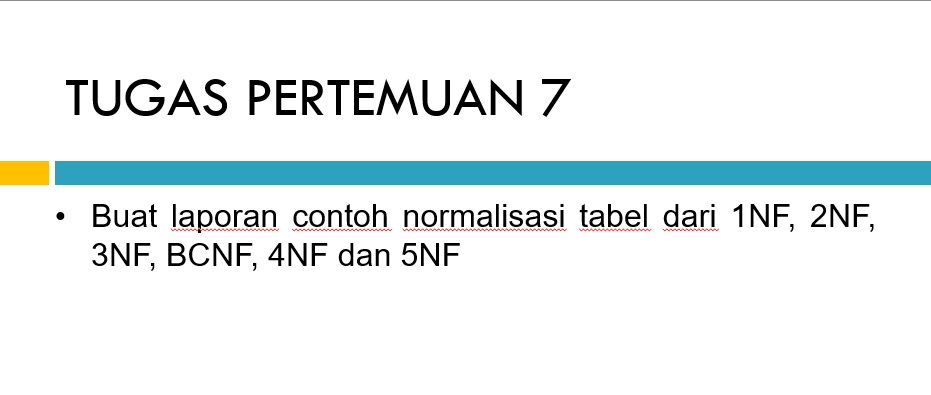 TUGAS PERTEMUAN 7
• Buat laporan contoh normalisasi tabel dari 1NF, 2NF,
3NF, BCNF, 4NF dan 5NF